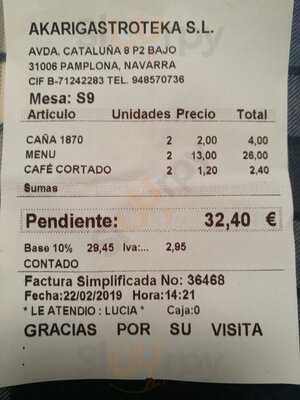 AKARIGASTROTEKA S.L.
AVDA, CATALUÑA 8 P2 BAJO
31006 PAMPLONA, NAVARRA
CIF B-71242283 TEL. 948570736
Mesa: S9
Articulo Unidades Precio Total
CAÑA 1870 2 2,00 4,00
MENU 2 13,00 26,00
CAFÉ CORTADO 2 1,20 2,40
Sumas
Pendiente: 32,40 €
Base 10% 29,45 Iva:... 2,95
CONTADO
Factura Simplificada No: 36468
Fecha:22/02/2019 Hora:14:21
* LE ATENDIO : LUCIA * Caja:0
GRACIAS POR SU VISITA
:
.